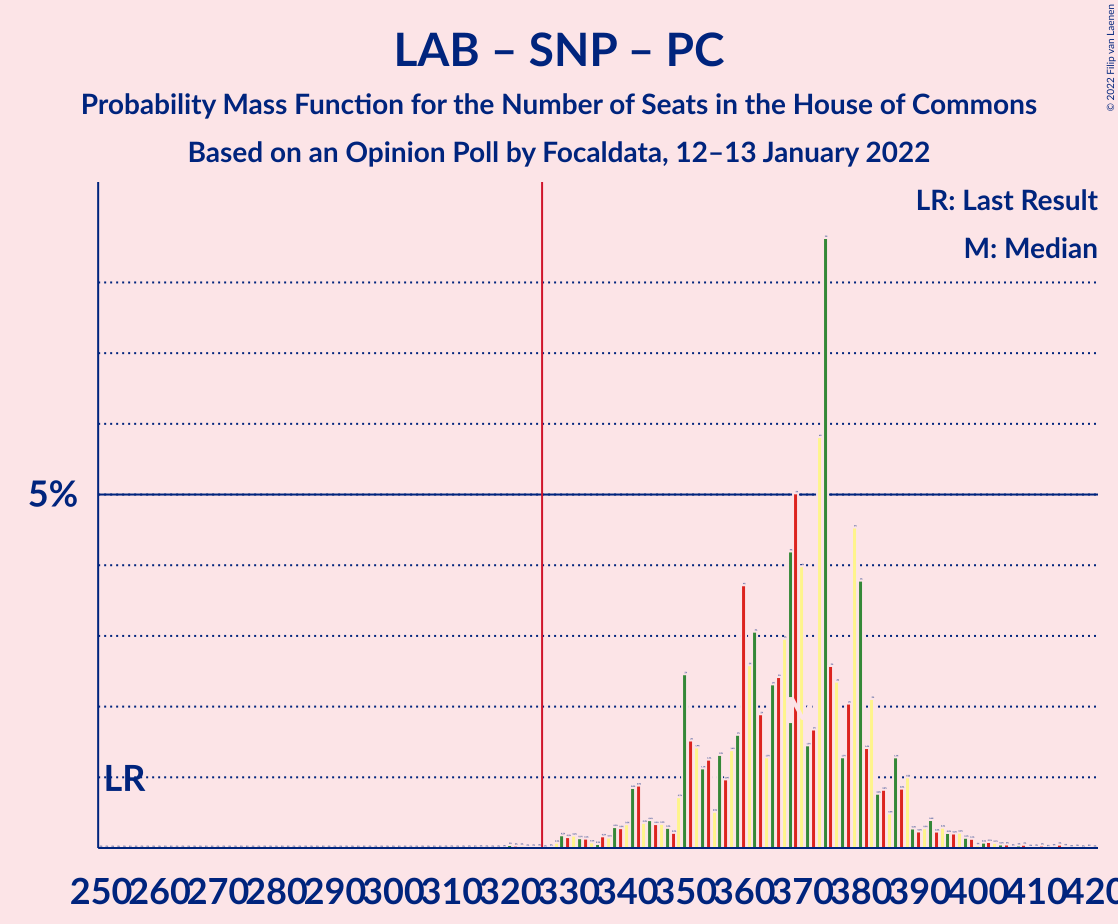 LAB – SNP – PC
Probability Mass Function for the Number of Seats in the House of Commons
Based on an Opinion Poll by Focaldata, 12–13 January 2022
© 2022 Filip van Laenen
LR: Last Result
M: Median
5%
LR
250 260 270 280 290 300 310 320 330 340 350 360 370 380 390 400 410 420